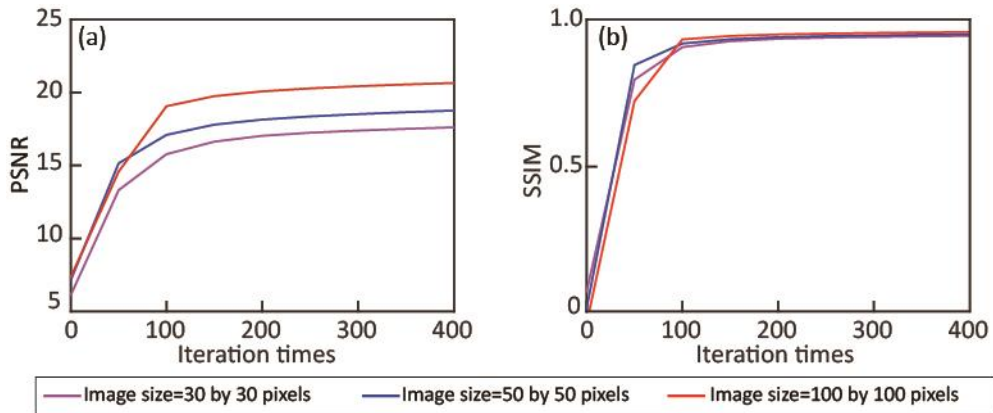 (a)
25
20
15
10
5
PSNR
0 100 200 300 400
Iteration times
(b)
1.0
0.5
0
SSIM
0 100 200 300 400
Iteration times
Image size=30 by 30 pixels Image size=50 by 50 pixels Image size=100 by 100 pixels